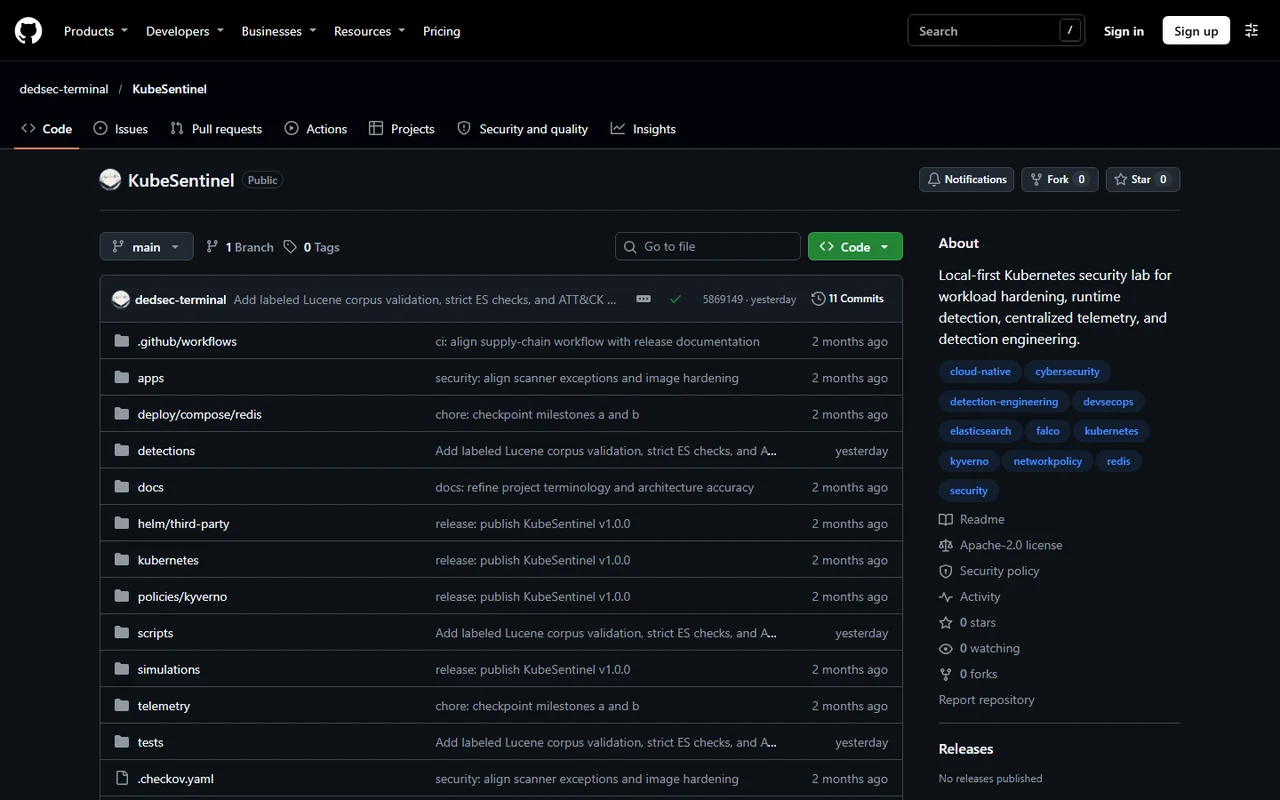 Products Developers Businesses Resources Pricing Search / Sign in Sign up
dedsec-terminal / KubeSentinel
Code Issues Pull requests Actions Projects Security and quality Insights
KubeSentinel Public Notifications Fork 0 Star 0
main 1 Branch 0 Tags Go to file Code
dedsec-terminal Add labeled Lucene corpus validation, strict ES checks, and ATT&CK ... 5869149 · yesterday 11 Commits
.github/workflows ci: align supply-chain workflow with release documentation 2 months ago
apps security: align scanner exceptions and image hardening 2 months ago
deploy/compose/redis chore: checkpoint milestones a and b 2 months ago
detections Add labeled Lucene corpus validation, strict ES checks, and A... yesterday
docs docs: refine project terminology and architecture accuracy 2 months ago
helm/third-party release: publish KubeSentinel v1.0.0 2 months ago
kubernetes release: publish KubeSentinel v1.0.0 2 months ago
policies/kyverno release: publish KubeSentinel v1.0.0 2 months ago
scripts Add labeled Lucene corpus validation, strict ES checks, and A... yesterday
simulations release: publish KubeSentinel v1.0.0 2 months ago
telemetry chore: checkpoint milestones a and b 2 months ago
tests Add labeled Lucene corpus validation, strict ES checks, and A... yesterday
.checkov.yaml security: align scanner exceptions and image hardening 2 months ago
About
Local-first Kubernetes security lab for
workload hardening, runtime
detection, centralized telemetry, and
detection engineering.
cloud-native cybersecurity
detection-engineering devsecops
elasticsearch falco kubernetes
kyverno networkpolicy redis
security
Readme
Apache-2.0 license
Security policy
Activity
0 stars
0 watching
0 forks
Report repository
Releases
No releases published